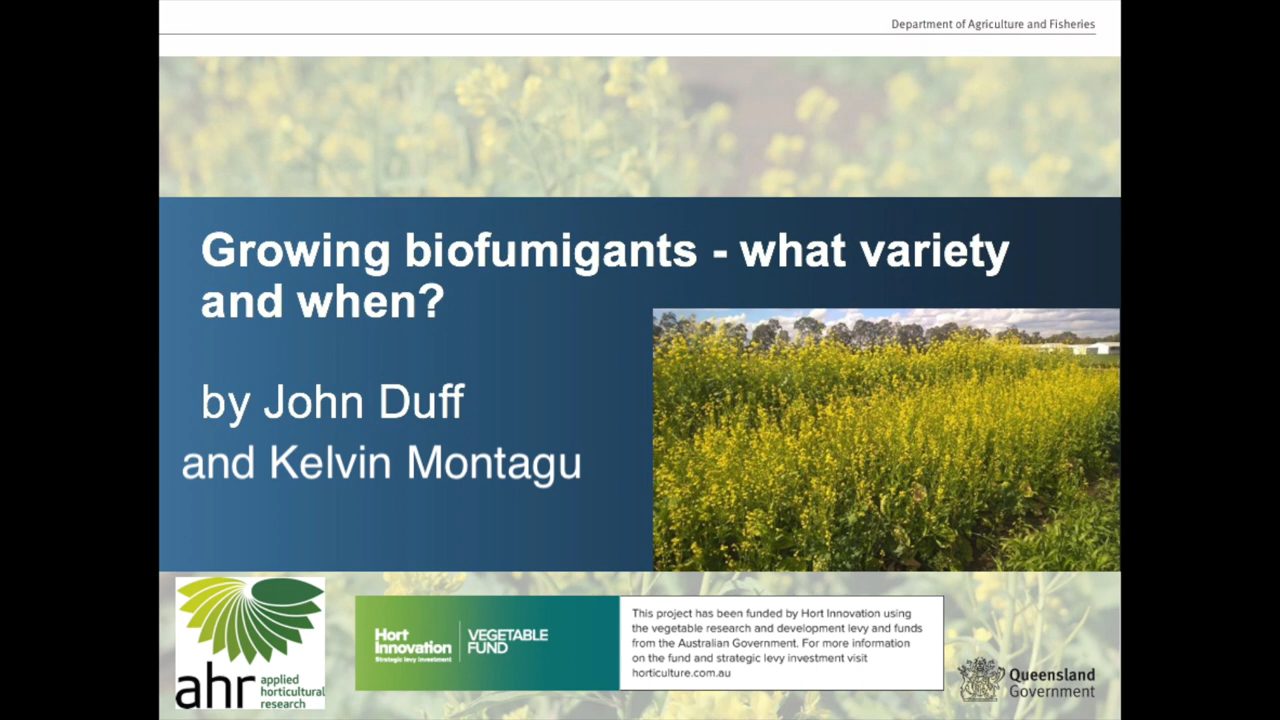 Department of Agriculture and Fisheries
Growing biofumigants - what variety
and when?
by John Duff
and Kelvin Montagu
ahr applied
horticultural
research
Hort
Innovation
Strategic levy investment
VEGETABLE
FUND
This project has been funded by Hort Innovation using
the vegetable research and development levy and funds
from the Australian Government. For more information
on the fund and strategic levy investment visit
horticulture.com.au
Queensland
Government